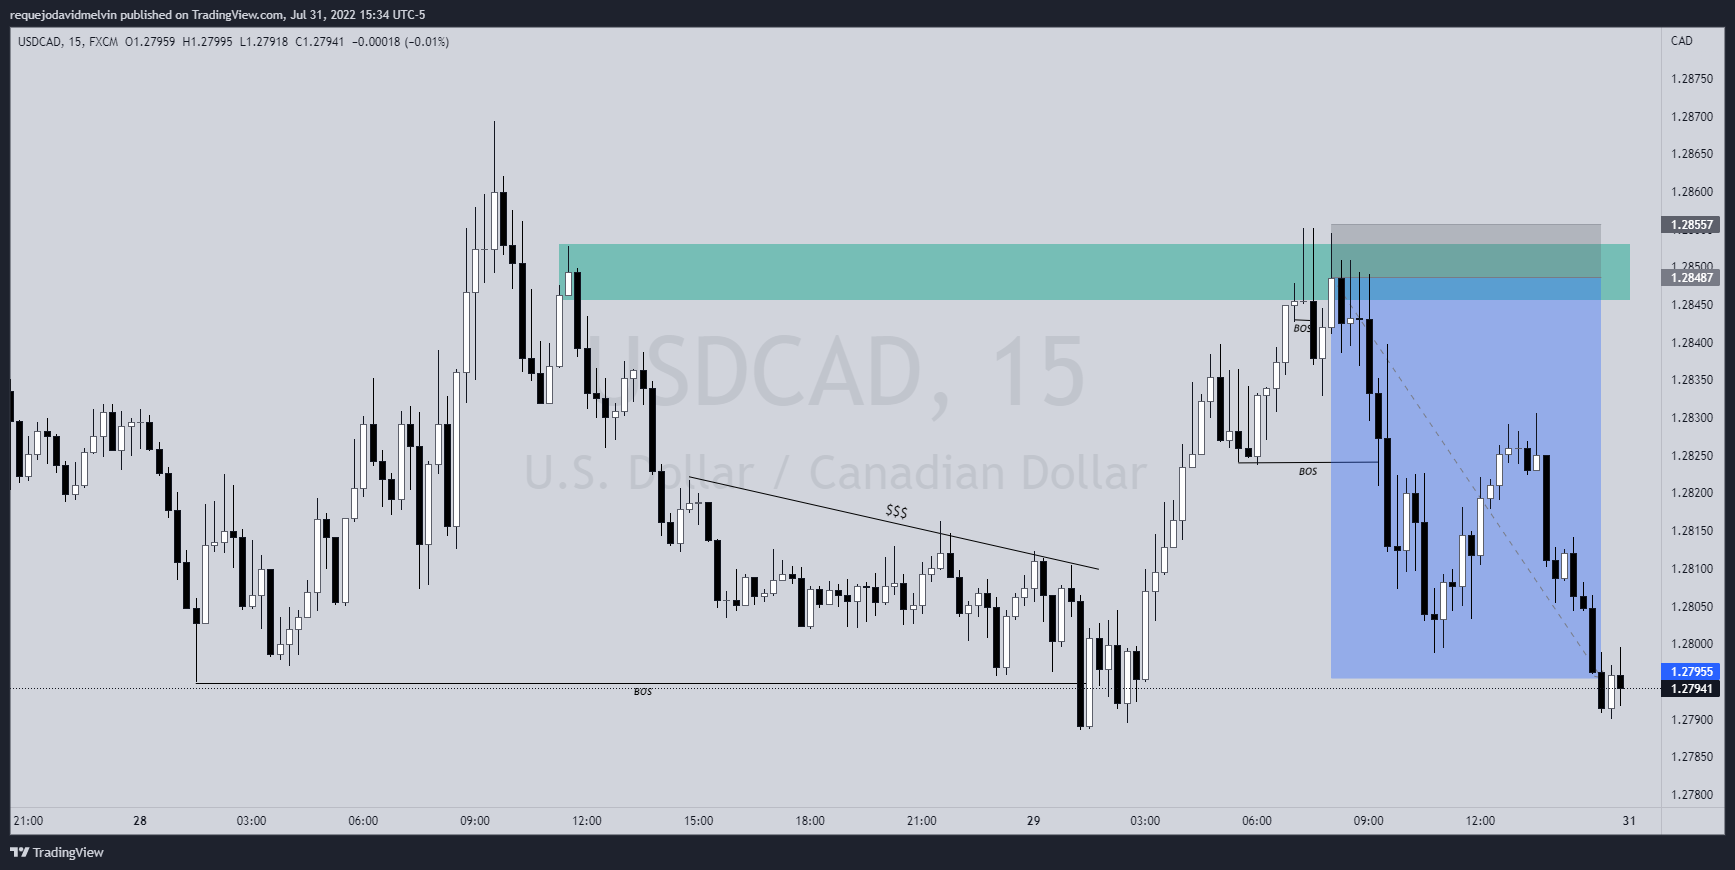 requejodavidmelvin published on TradingView.com, Jul 31, 2022 15:34 UTC-5
USDCAD, 15, FXCM O1.27959 H1.27995 L1.27918 C1.27941 −0.00018 (−0.01%)
CAD
1.28750
1.28700
1.28650
1.28600
1.28557
1.28500
1.28487
1.28450
1.28400
1.28350
1.28300
1.28250
1.28200
1.28150
1.28100
1.28050
1.28000
1.27955
1.27941
1.27900
1.27850
1.27800
USDCAD, 15
U.S. Dollar / Canadian Dollar
BOS
BOS
$$$
BOS
21:00 28 03:00 06:00 09:00 12:00 15:00 18:00 21:00 29 03:00 06:00 09:00 12:00 31
TradingView